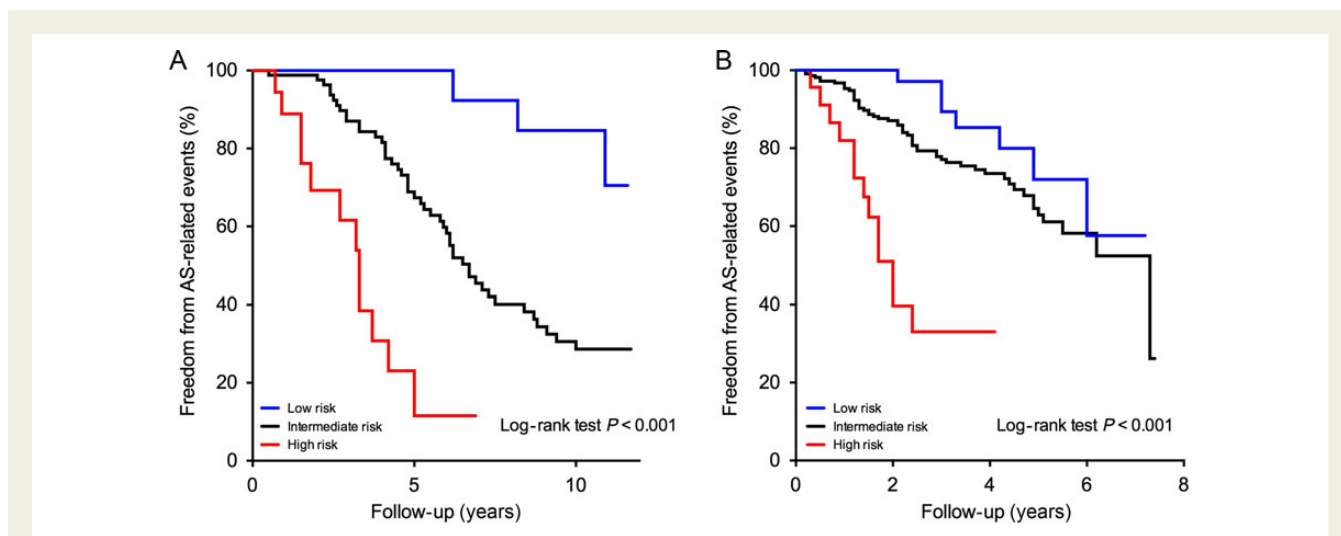 A
Freedom from AS-related events (%)
100
80
60
40
20
0
Low risk
Intermediate risk
High risk
Log-rank test P < 0.001
0 5 10
Follow-up (years)
B
Freedom from AS-related events (%)
100
80
60
40
20
0
Low risk
Intermediate risk
High risk
Log-rank test P < 0.001
0 2 4 6 8
Follow-up (years)